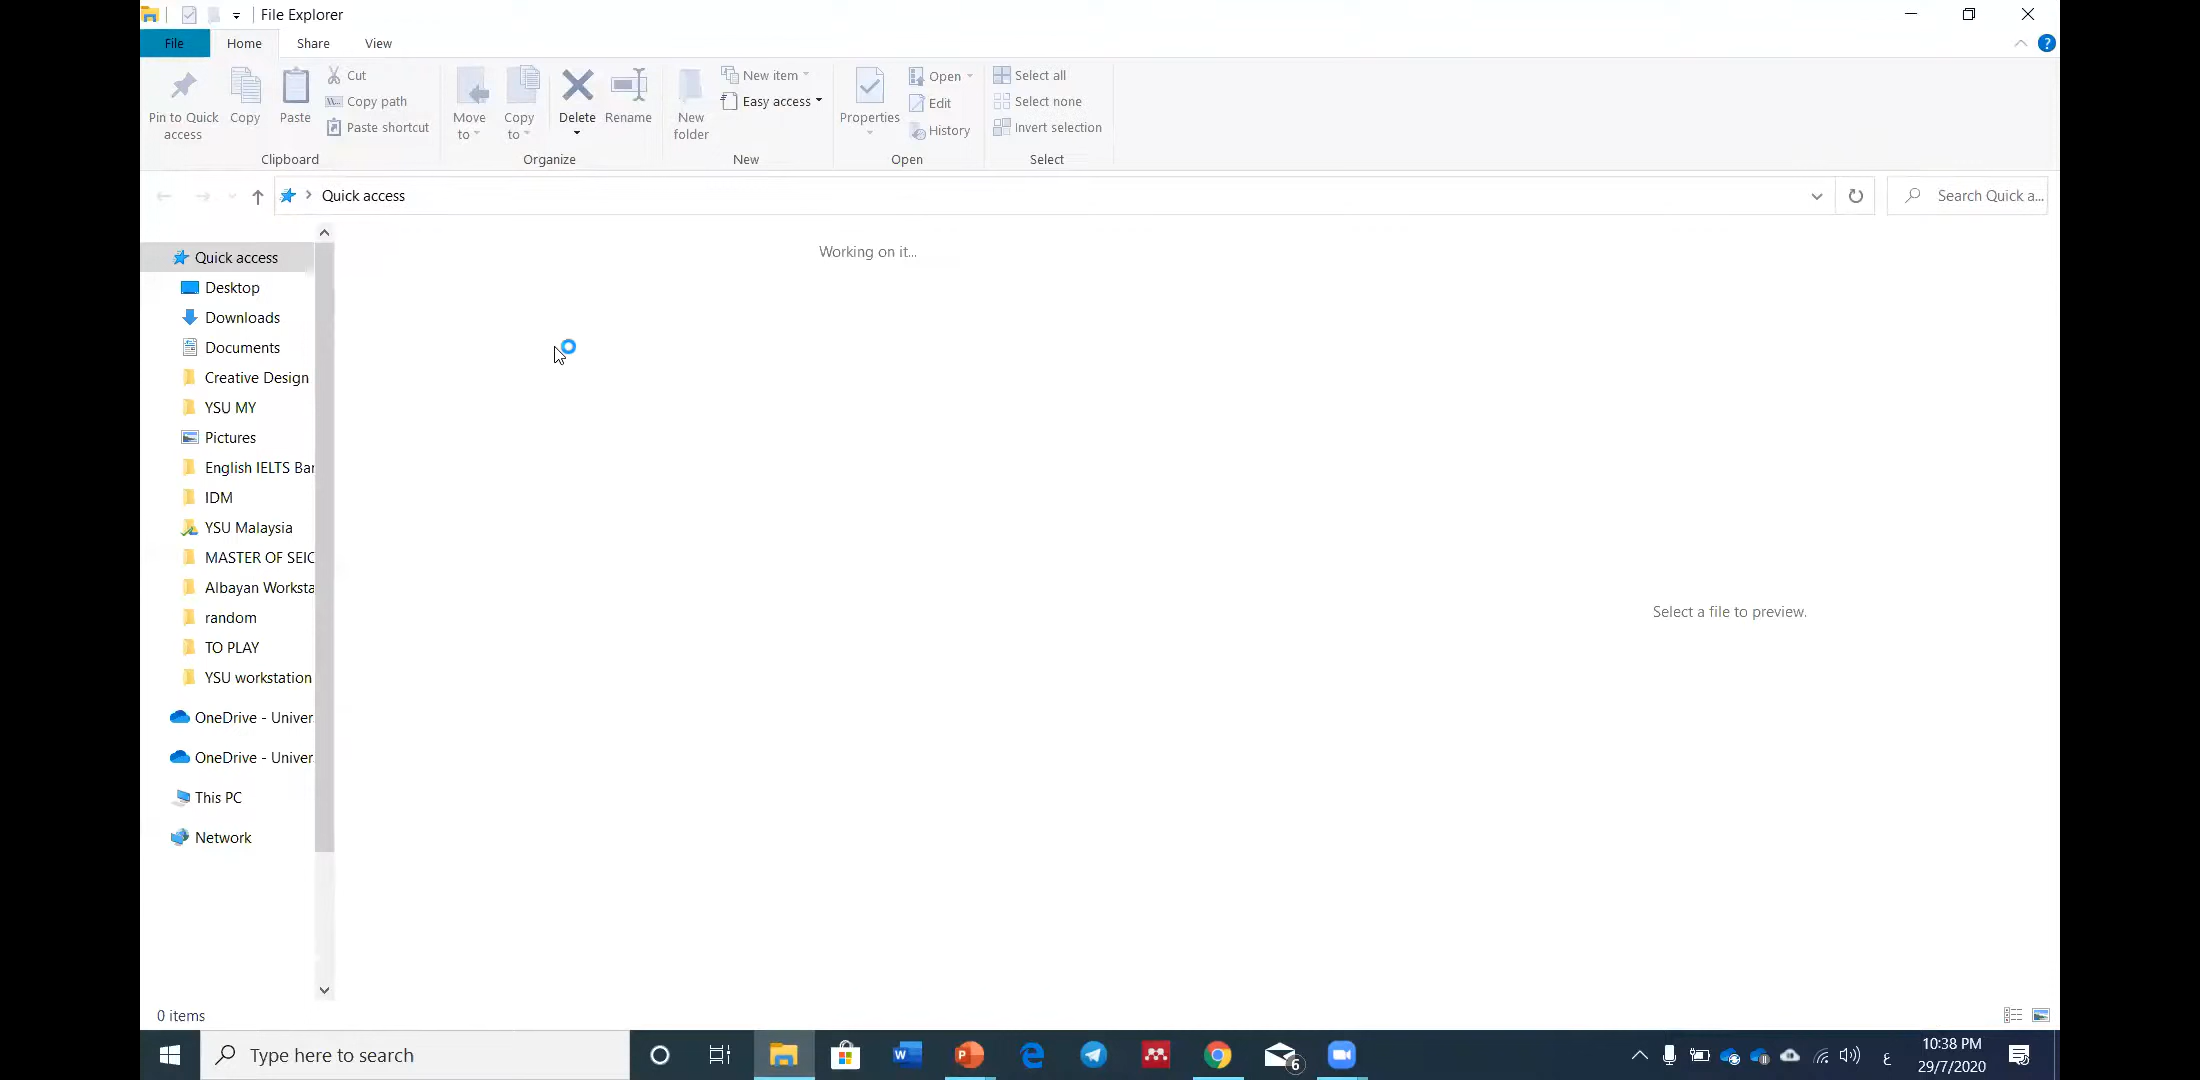 File Explorer
File Home Share View
Pin to Quick access
Copy
Paste
Cut
Copy path
Paste shortcut
Clipboard
Move to
Copy to
Delete
Rename
Organize
New folder
New item
Easy access
New
Properties
Open
Edit
History
Open
Select all
Select none
Invert selection
Select
Quick access
Search Quick a...
Quick access
Desktop
Downloads
Documents
Creative Design
YSU MY
Pictures
English IELTS Bar
IDM
YSU Malaysia
MASTER OF SEIC
Albayan Worksta
random
TO PLAY
YSU workstation
OneDrive - Univer
OneDrive - Univer
This PC
Network
Working on it...
Select a file to preview.
0 items
Type here to search
6
ع
10:38 PM
29/7/2020